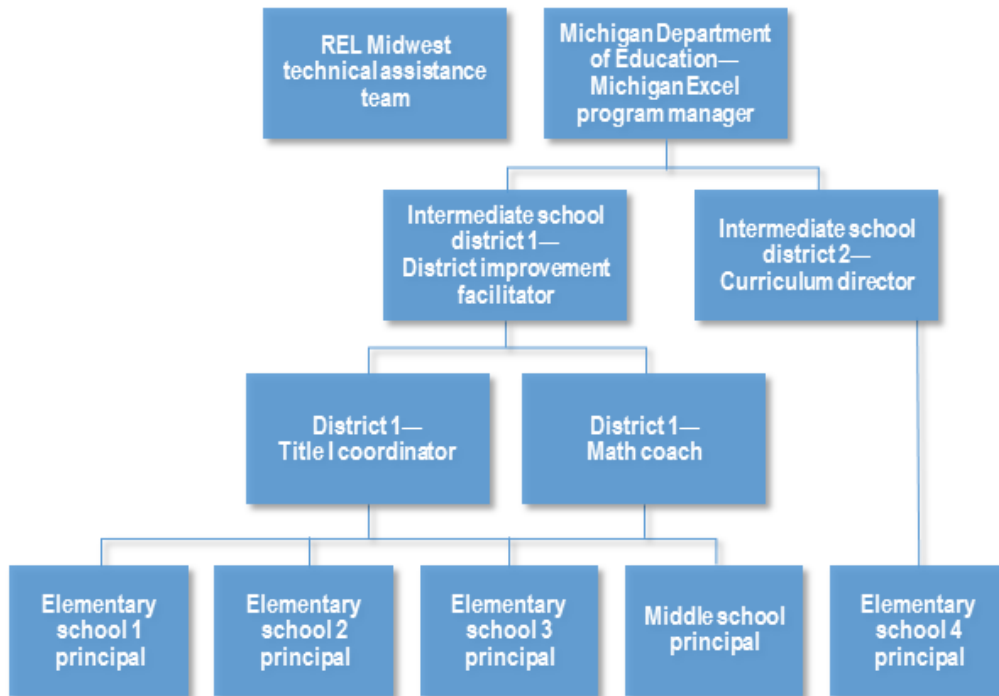 REL Midwest
technical assistance
team
Michigan Department
of Education—
Michigan Excel
program manager
Intermediate school
district 1—
District improvement
facilitator
Intermediate school
district 2—
Curriculum director
District 1—
Title I coordinator
District 1—
Math coach
Elementary
school 1
principal
Elementary
school 2
principal
Elementary
school 3
principal
Middle school
principal
Elementary
school 4
principal